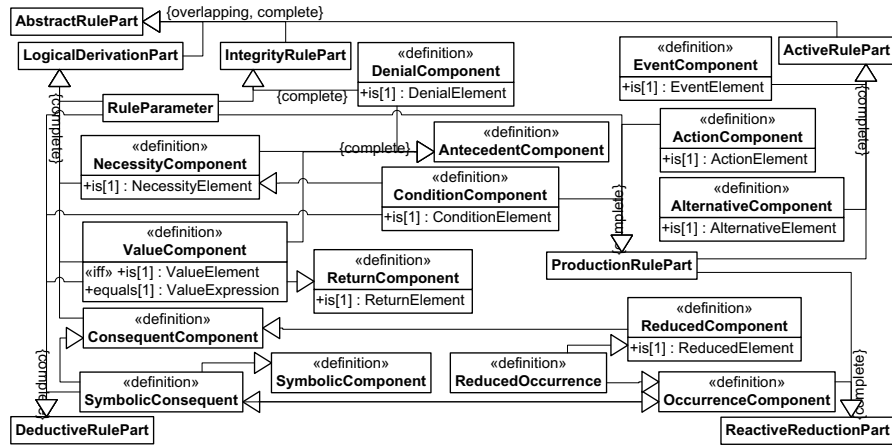 AbstractRulePart
{overlapping, complete}
LogicalDerivationPart
IntegrityRulePart
ActiveRulePart
«definition»
DenialComponent
+is[1] : DenialElement
«definition»
EventComponent
+is[1] : EventElement
{complete}
{complete}
{complete}
RuleParameter
«definition»
NecessityComponent
+is[1] : NecessityElement
{complete}
«definition»
AntecedentComponent
«definition»
ActionComponent
+is[1] : ActionElement
«definition»
ConditionComponent
+is[1] : ConditionElement
«definition»
AlternativeComponent
+is[1] : AlternativeElement
«definition»
ValueComponent
«iff» +is[1] : ValueElement
+equals[1] : ValueExpression
«definition»
ReturnComponent
+is[1] : ReturnElement
ProductionRulePart
«definition»
ConsequentComponent
«definition»
ReducedComponent
+is[1] : ReducedElement
«definition»
SymbolicComponent
«definition»
ReducedOccurrence
{complete}
«definition»
SymbolicConsequent
«definition»
OccurrenceComponent
DeductiveRulePart
ReactiveReductionPart